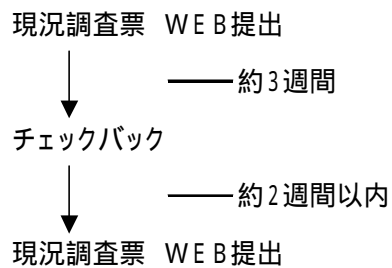 現況調査票　ＷＥＢ提出
約３週間
チェックバック
約２週間以内
現況調査票　ＷＥＢ提出